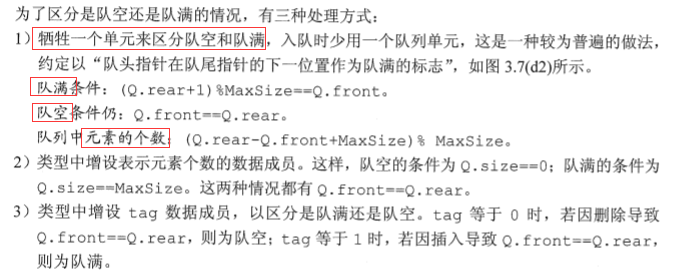 为了区分是队空还是队满的情况，有三种处理方式：
1）牺牲一个单元来区分队空和队满，入队时少用一个队列单元，这是一种较为普遍的做法，
约定以“队头指针在队尾指针的下一位置作为队满的标志”，如图 3.7(d2)所示。
队满条件：(Q.rear+1)%MaxSize==Q.front。
队空条件仍：Q.front==Q.rear。
队列中元素的个数：(Q.rear-Q.front+MaxSize)% MaxSize。
2）类型中增设表示元素个数的数据成员。这样，队空的条件为 Q.size==0；队满的条件为
Q.size==MaxSize。这两种情况都有 Q.front==Q.rear。
3）类型中增设 tag 数据成员，以区分是队满还是队空。tag 等于 0 时，若因删除导致
Q.front==Q.rear，则为队空；tag 等于 1 时，若因插入导致 Q.front==Q.rear，
则为队满。